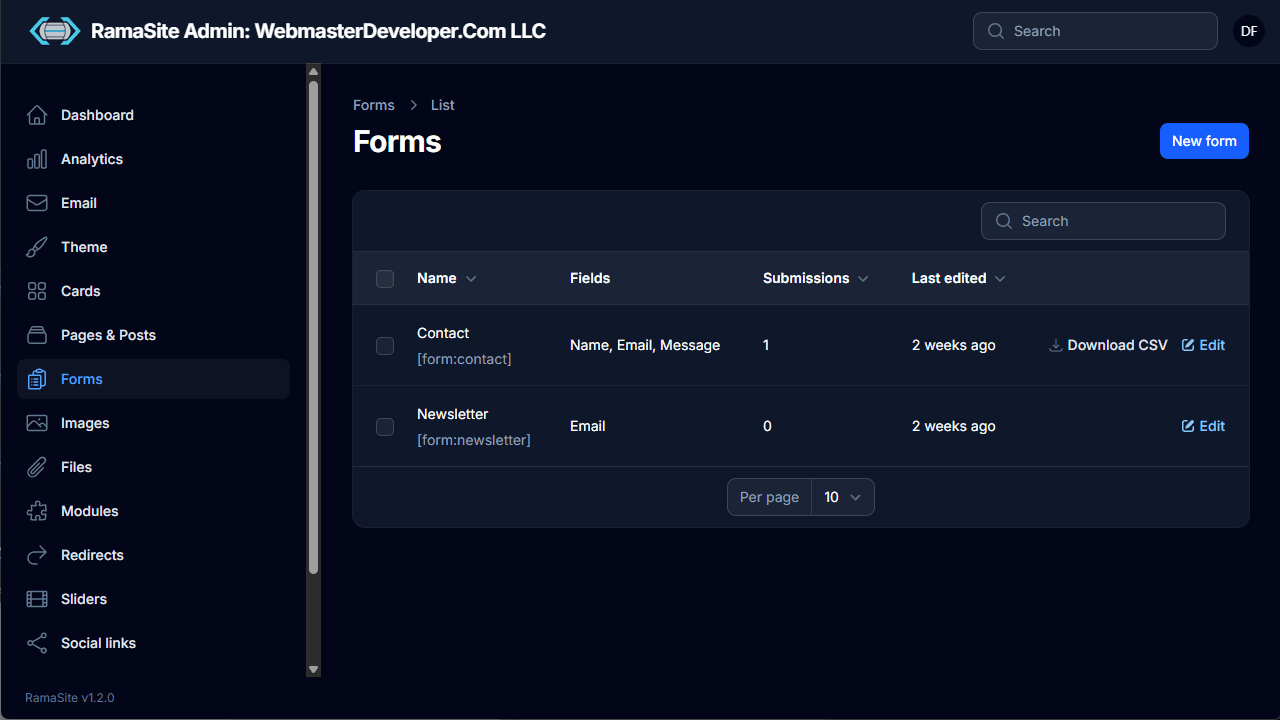 RamaSite Admin: WebmasterDeveloper.Com LLC
Search
DF
Dashboard
Analytics
Email
Theme
Cards
Pages & Posts
Forms
Images
Files
Modules
Redirects
Sliders
Social links
RamaSite v1.2.0
Forms > List
Forms
New form
Search
Name Fields Submissions Last edited
Contact
[form:contact]
Name, Email, Message 1 2 weeks ago Download CSV Edit
Newsletter
[form:newsletter]
Email 0 2 weeks ago Edit
Per page 10